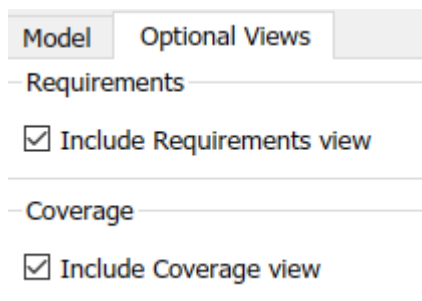 Model Optional Views
Requirements
Include Requirements view
Coverage
Include Coverage view